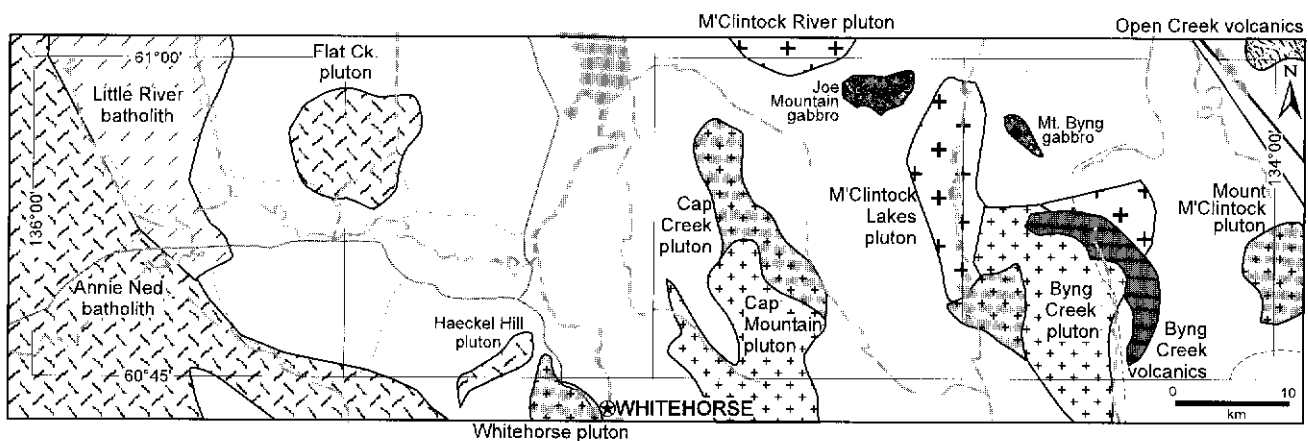 M'Clintock River pluton
Open Creek volcanics
61°00'
Flat Ck.
pluton
Little River
batholith
Joe
Mountain
gabbro
N
Mt. Byng
gabbro
136°00'
134°00'
Cap
Creek
pluton
M'Clintock
Lakes
pluton
Mount
M'Clintock
pluton
Annie Ned
batholith
Cap
Mountain
pluton
Byng
Creek
pluton
Haeckel Hill
pluton
Byng
Creek
volcanics
60°45'
0 10
km
WHITEHORSE
Whitehorse pluton